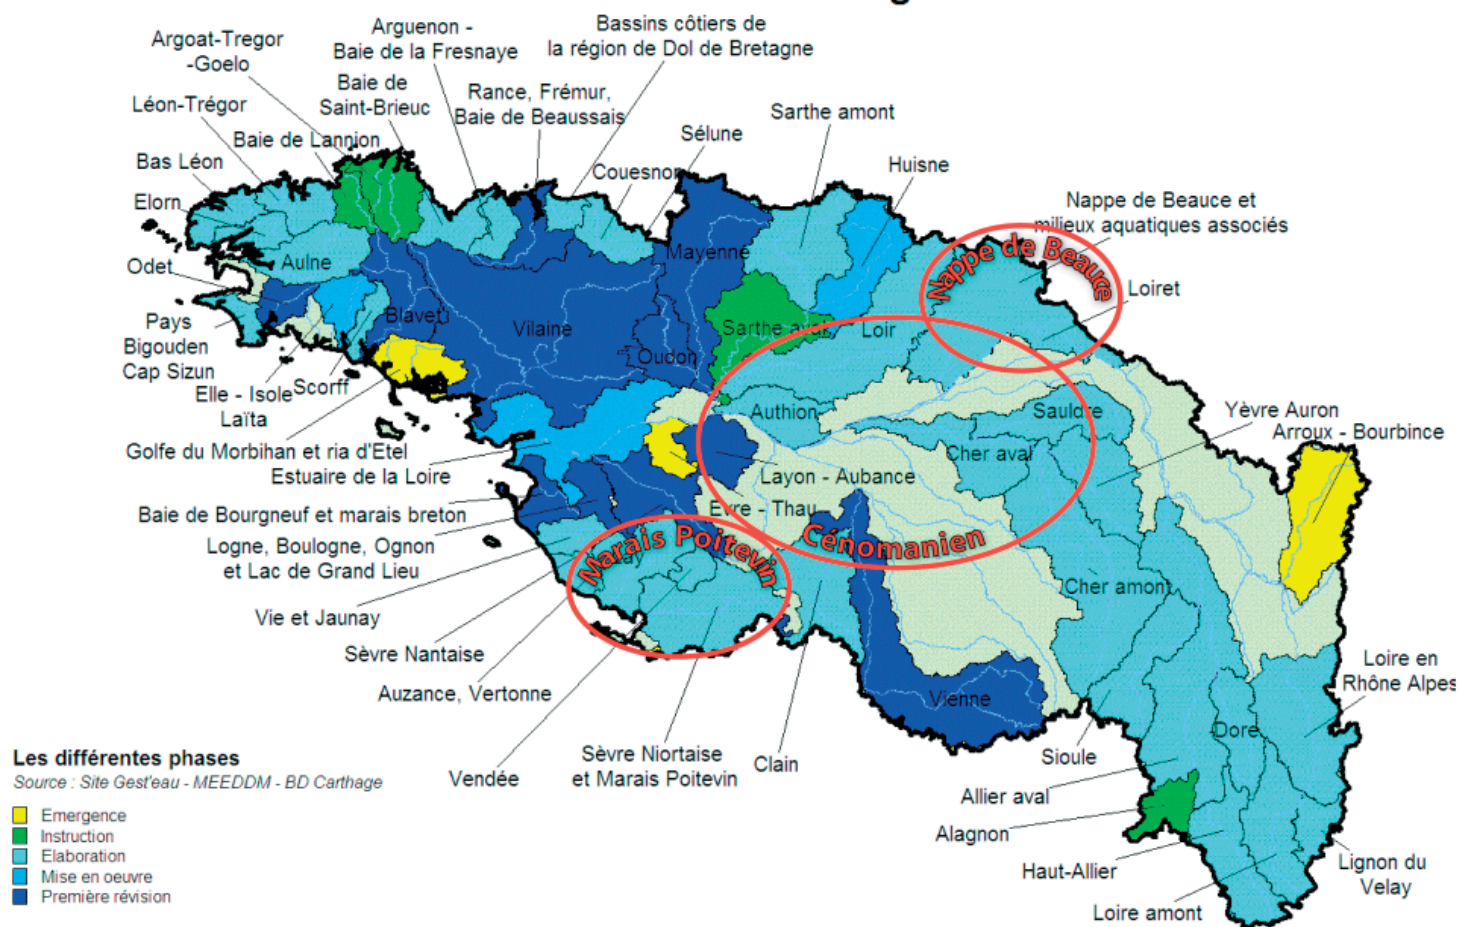 Arguenon -
Baie de la Fresnaye
Bassins côtiers de
la région de Dol de Bretagne
Argoat-Tregor
-Goelo
Baie de
Saint-Brieuc
Rance, Frémur,
Baie de Beaussais
Léon-Trégor
Sarthe amont
Baie de Lannion
Sélune
Bas Léon
Couesnon
Huisne
Elorn
Nappe de Beauce et
milieux aquatiques associés
Mayenne
Nappe de Beauce
Odet
Aulne
Loiret
Pays
Bigouden
Cap Sizun
Blavet
Vilaine
Sarthe aval
Loir
Oudon
Elle - Isole
Laïta
Scorff
Authion
Sauldre
Yèvre Auron
Arroux - Bourbince
Golfe du Morbihan et ria d'Etel
Cher aval
Estuaire de la Loire
Layon - Aubance
Baie de Bourgneuf et marais breton
Evre - Thau
Logne, Boulogne, Ognon
et Lac de Grand Lieu
Marais Poitevin
Cénomanien
Cher amont
Vie et Jaunay
Sèvre Nantaise
Auzance, Vertonne
Vienne
Loire en
Rhône Alpes
Dore
Vendée
Sèvre Niortaise
et Marais Poitevin
Clain
Sioule
Allier aval
Alagnon
Haut-Allier
Lignon du
Velay
Loire amont
Les différentes phases
Source : Site Gest'eau - MEEDDM - BD Carthage
Emergence
Instruction
Elaboration
Mise en oeuvre
Première révision